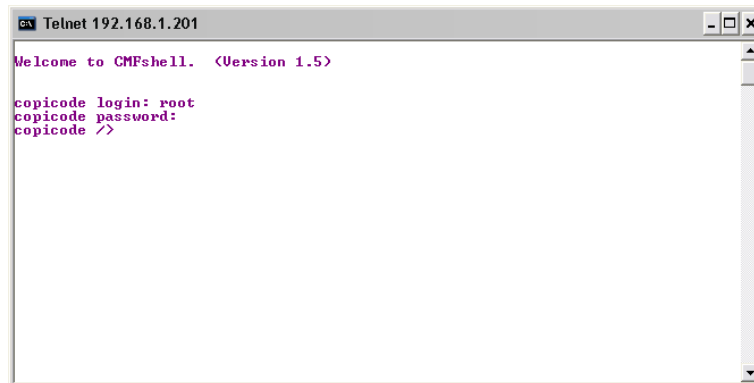 Telnet 192.168.1.201
Welcome to CMFshell.  (Version 1.5)
copicode login: root
copicode password:
copicode />